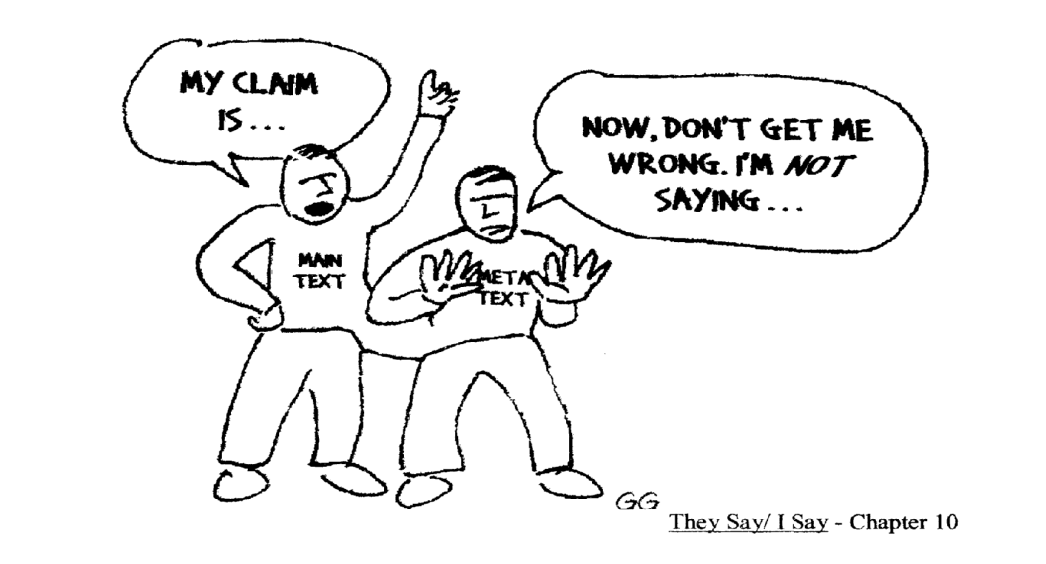 MY CLAIM
IS...
NOW, DON'T GET ME
WRONG. I'M NOT
SAYING...
MAIN
TEXT
META
TEXT
GG
They Say/ I Say - Chapter 10